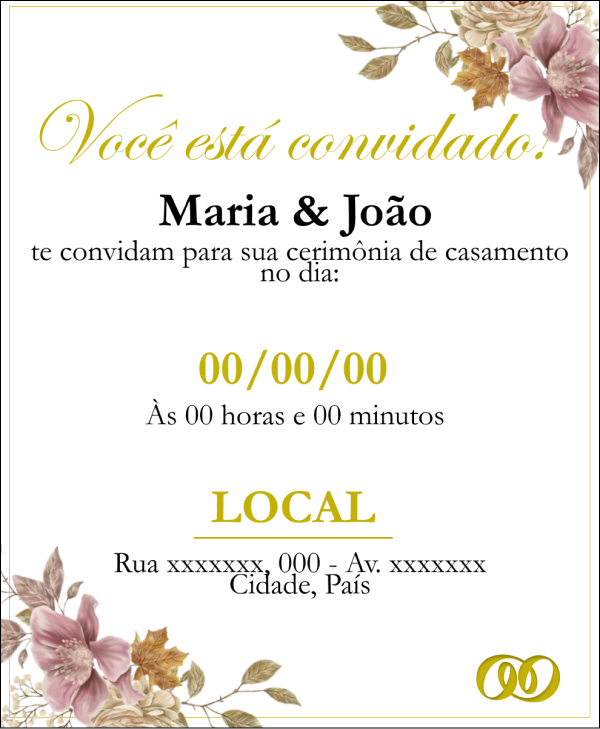 Você está convidado!
Maria & João
te convidam para sua cerimônia de casamento
no dia:
00/00/00
Às 00 horas e 00 minutos
LOCAL
Rua xxxxxxx, 000 - Av. xxxxxxx
Cidade, País